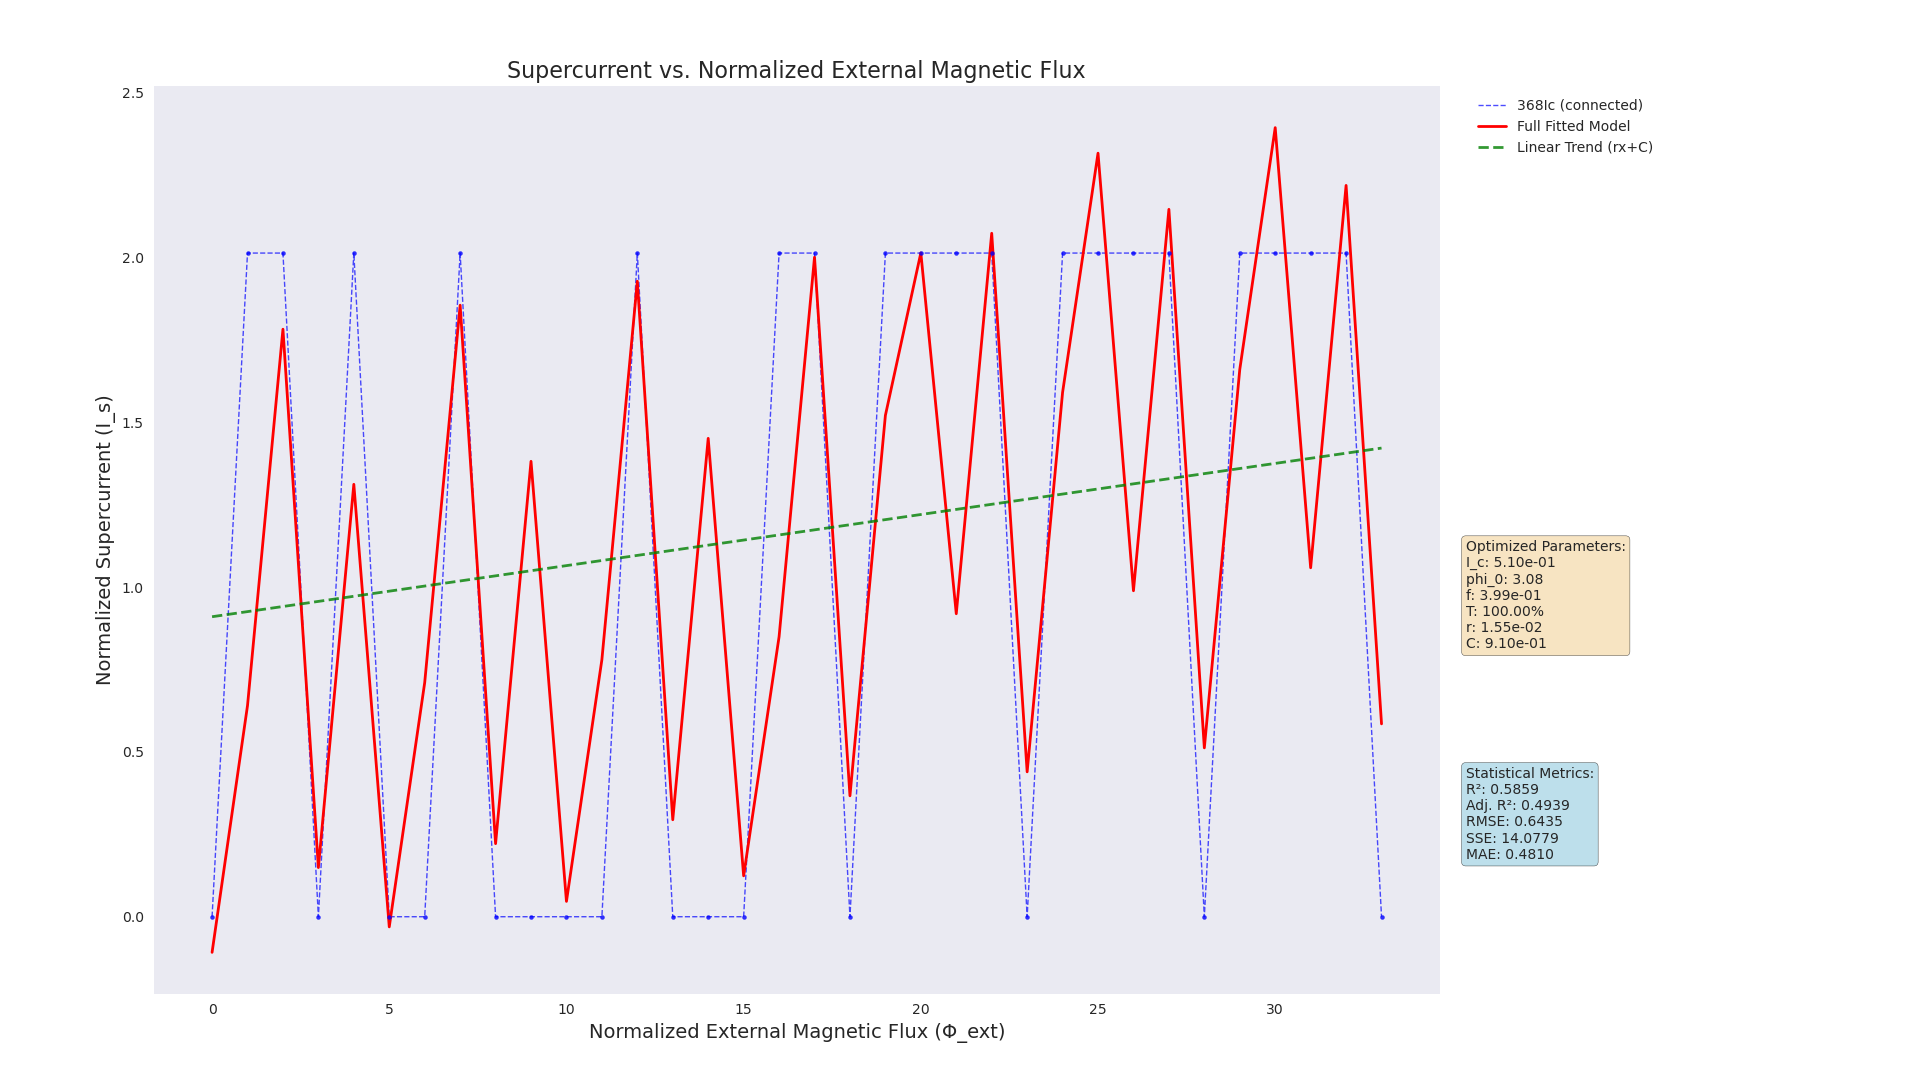 Supercurrent vs. Normalized External Magnetic Flux
2.5
2.0
1.5
1.0
0.5
0.0
Normalized Supercurrent (I_s)
0 5 10 15 20 25 30
Normalized External Magnetic Flux (Φ_ext)
368Ic (connected)
Full Fitted Model
Linear Trend (rx+C)
Optimized Parameters:
I_c: 5.10e-01
phi_0: 3.08
f: 3.99e-01
T: 100.00%
r: 1.55e-02
C: 9.10e-01
Statistical Metrics:
R²: 0.5859
Adj. R²: 0.4939
RMSE: 0.6435
SSE: 14.0779
MAE: 0.4810